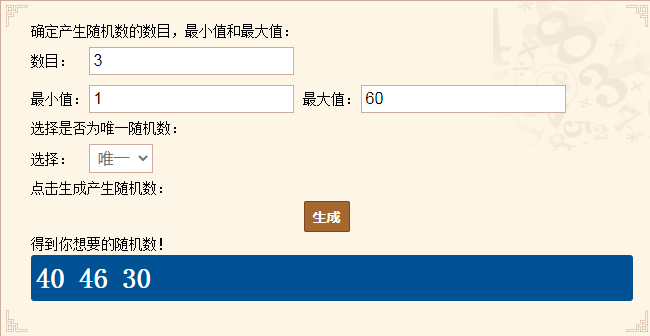 确定产生随机数的数目，最小值和最大值：
数目： 3
最小值： 1 最大值： 60
选择是否为唯一随机数：
选择： 唯一
点击生成产生随机数：
生成
得到你想要的随机数！
40 46 30